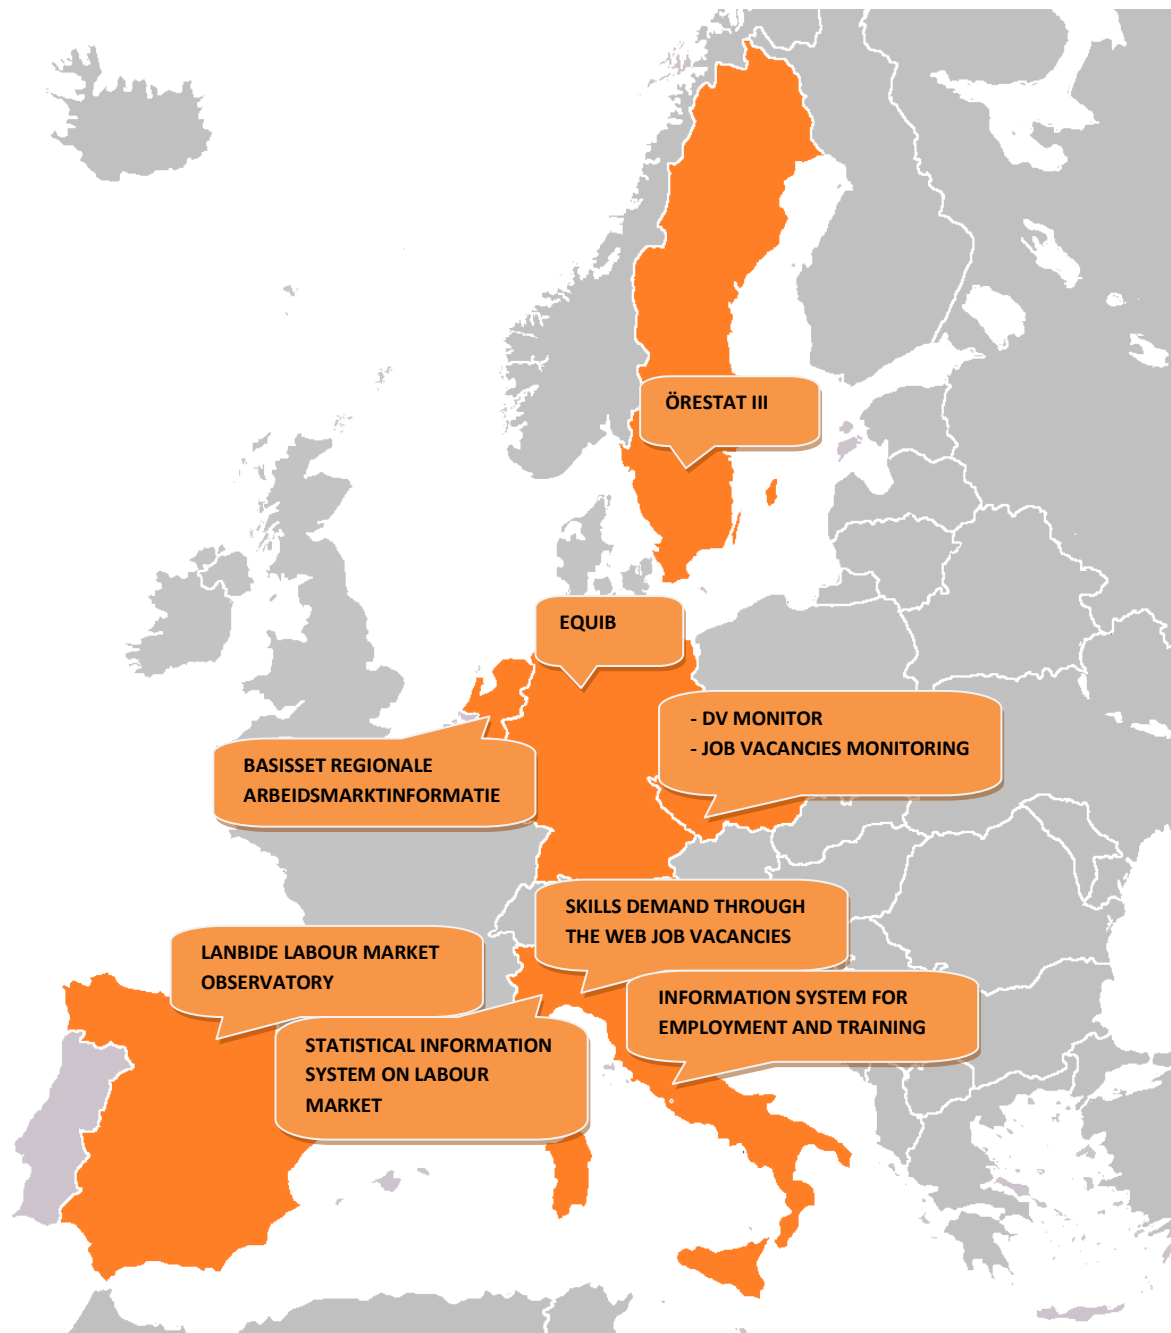 ÖRESTAT III
EQUIB
- DV MONITOR
- JOB VACANCIES MONITORING
BASISSET REGIONALE
ARBEIDSMARKTINFORMATIE
SKILLS DEMAND THROUGH
THE WEB JOB VACANCIES
LANBIDE LABOUR MARKET
OBSERVATORY
INFORMATION SYSTEM FOR
EMPLOYMENT AND TRAINING
STATISTICAL INFORMATION
SYSTEM ON LABOUR
MARKET